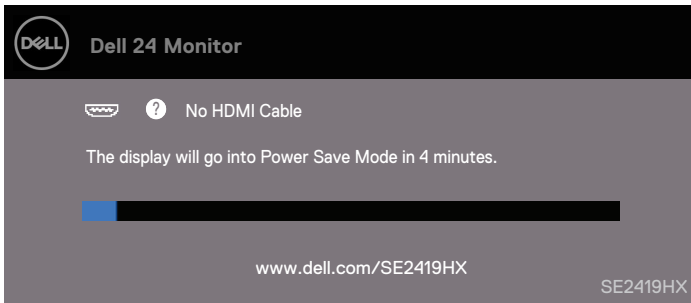 DELL
Dell 24 Monitor
? No HDMI Cable
The display will go into Power Save Mode in 4 minutes.
www.dell.com/SE2419HX
SE2419HX